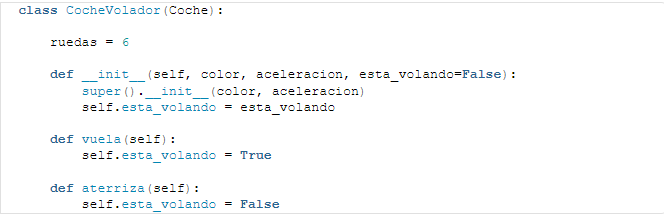 class CocheVolador(Coche):
    ruedas = 6
    def __init__(self, color, aceleracion, esta_volando=False):
        super().__init__(color, aceleracion)
        self.esta_volando = esta_volando
    def vuela(self):
        self.esta_volando = True
    def aterriza(self):
        self.esta_volando = False